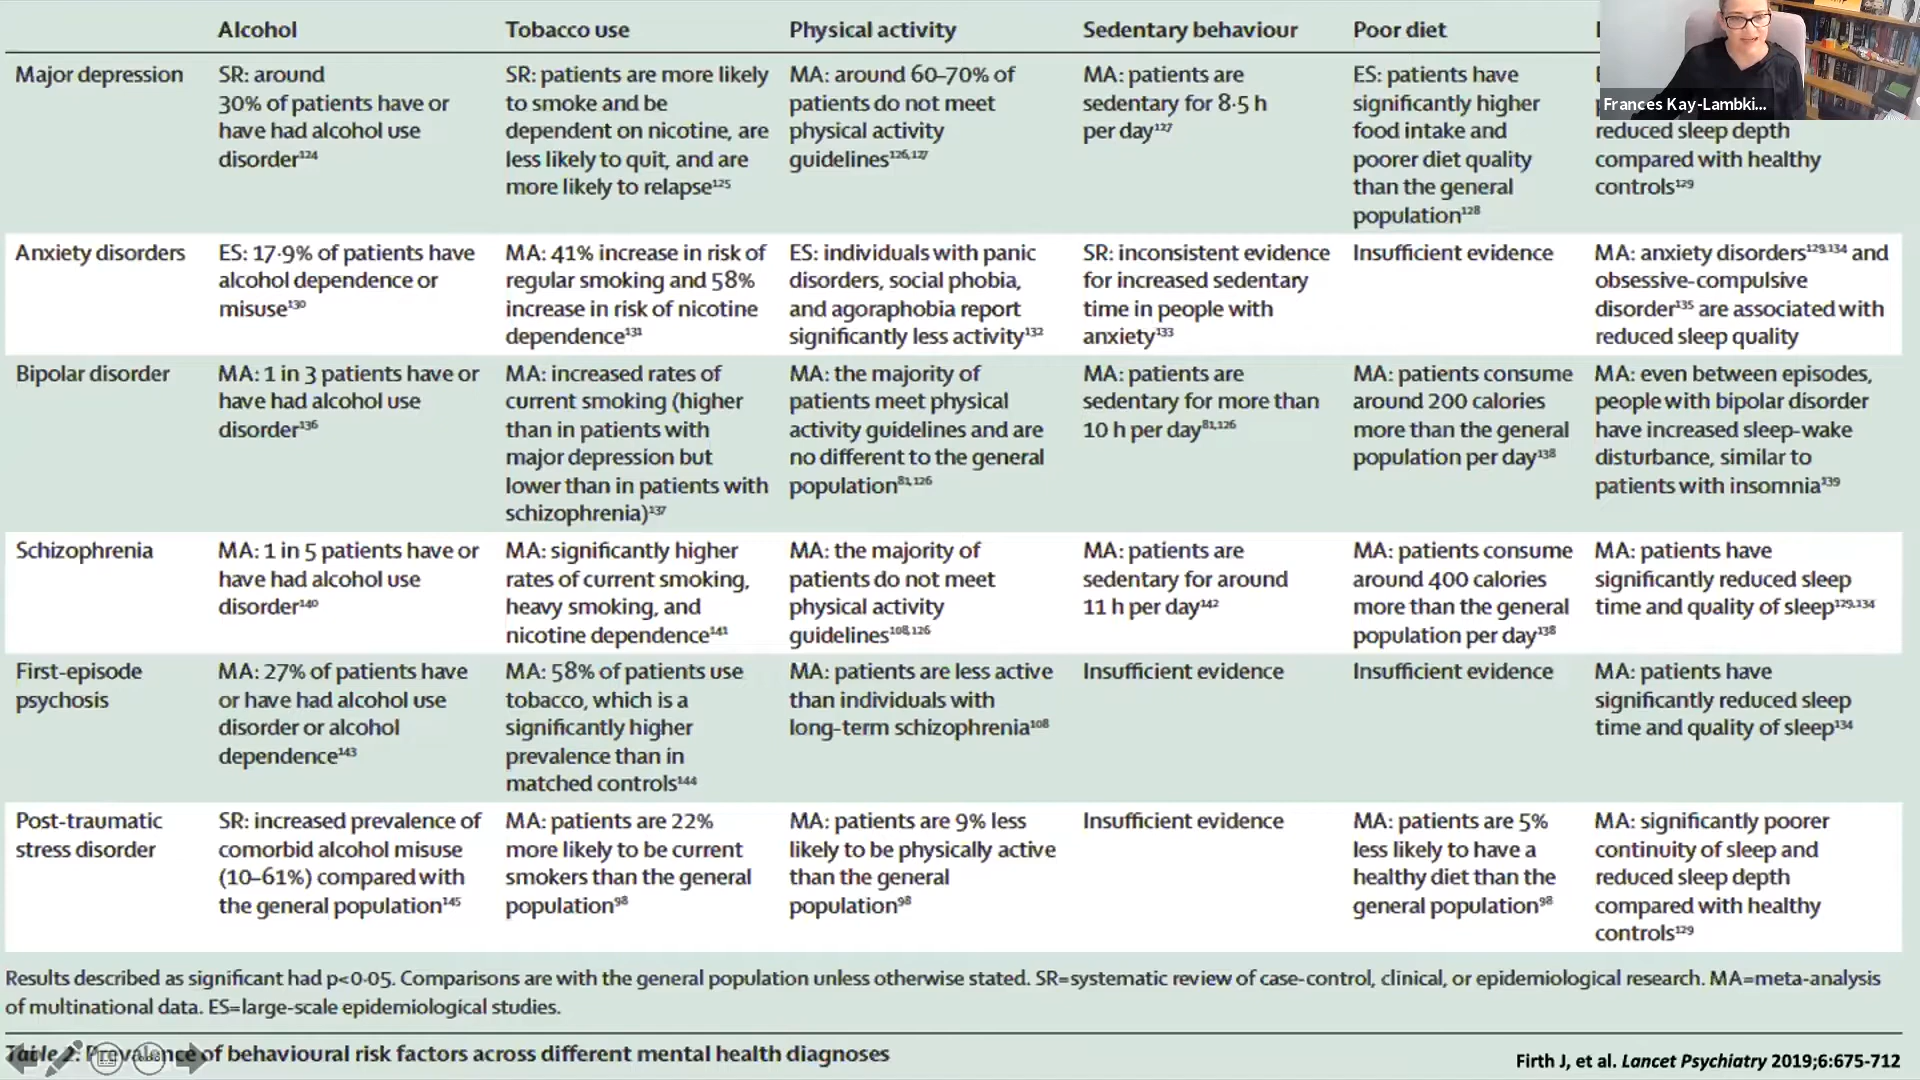 Alcohol
Tobacco use
Physical activity
Sedentary behaviour
Poor diet
Frances Kay-Lambki...
Major depression
SR: around
30% of patients have or
have had alcohol use
disorder¹²⁴
SR: patients are more likely
to smoke and be
dependent on nicotine, are
less likely to quit, and are
more likely to relapse¹²⁵
MA: around 60–70% of
patients do not meet
physical activity
guidelines¹²⁶,¹²⁷
MA: patients are
sedentary for 8·5 h
per day¹²⁷
ES: patients have
significantly higher
food intake and
poorer diet quality
than the general
population¹²⁸
reduced sleep depth
compared with healthy
controls¹²⁹
Anxiety disorders
ES: 17·9% of patients have
alcohol dependence or
misuse¹³⁰
MA: 41% increase in risk of
regular smoking and 58%
increase in risk of nicotine
dependence¹³¹
ES: individuals with panic
disorders, social phobia,
and agoraphobia report
significantly less activity¹³²
SR: inconsistent evidence
for increased sedentary
time in people with
anxiety¹³³
Insufficient evidence
MA: anxiety disorders¹²⁹,¹³⁴ and
obsessive-compulsive
disorder¹³⁵ are associated with
reduced sleep quality
Bipolar disorder
MA: 1 in 3 patients have or
have had alcohol use
disorder¹³⁶
MA: increased rates of
current smoking (higher
than in patients with
major depression but
lower than in patients with
schizophrenia)¹³⁷
MA: the majority of
patients meet physical
activity guidelines and are
no different to the general
population⁸¹,¹²⁶
MA: patients are
sedentary for more than
10 h per day⁸¹,¹²⁶
MA: patients consume
around 200 calories
more than the general
population per day¹³⁸
MA: even between episodes,
people with bipolar disorder
have increased sleep-wake
disturbance, similar to
patients with insomnia¹³⁹
Schizophrenia
MA: 1 in 5 patients have or
have had alcohol use
disorder¹⁴⁰
MA: significantly higher
rates of current smoking,
heavy smoking, and
nicotine dependence¹⁴¹
MA: the majority of
patients do not meet
physical activity
guidelines¹⁰⁸,¹²⁶
MA: patients are
sedentary for around
11 h per day¹⁴²
MA: patients consume
around 400 calories
more than the general
population per day¹³⁸
MA: patients have
significantly reduced sleep
time and quality of sleep¹²⁹,¹³⁴
First-episode
psychosis
MA: 27% of patients have
or have had alcohol use
disorder or alcohol
dependence¹⁴³
MA: 58% of patients use
tobacco, which is a
significantly higher
prevalence than in
matched controls¹⁴⁴
MA: patients are less active
than individuals with
long-term schizophrenia¹⁰⁸
Insufficient evidence
Insufficient evidence
MA: patients have
significantly reduced sleep
time and quality of sleep¹³⁴
Post-traumatic
stress disorder
SR: increased prevalence of
comorbid alcohol misuse
(10–61%) compared with
the general population¹⁴⁵
MA: patients are 22%
more likely to be current
smokers than the general
population⁹⁸
MA: patients are 9% less
likely to be physically active
than the general
population⁹⁸
Insufficient evidence
MA: patients are 5%
less likely to have a
healthy diet than the
general population⁹⁸
MA: significantly poorer
continuity of sleep and
reduced sleep depth
compared with healthy
controls¹²⁹
Results described as significant had p<0·05. Comparisons are with the general population unless otherwise stated. SR=systematic review of case-control, clinical, or epidemiological research. MA=meta-analysis
of multinational data. ES=large-scale epidemiological studies.
Table 2: Prevalence of behavioural risk factors across different mental health diagnoses
Firth J, et al. Lancet Psychiatry 2019;6:675-712